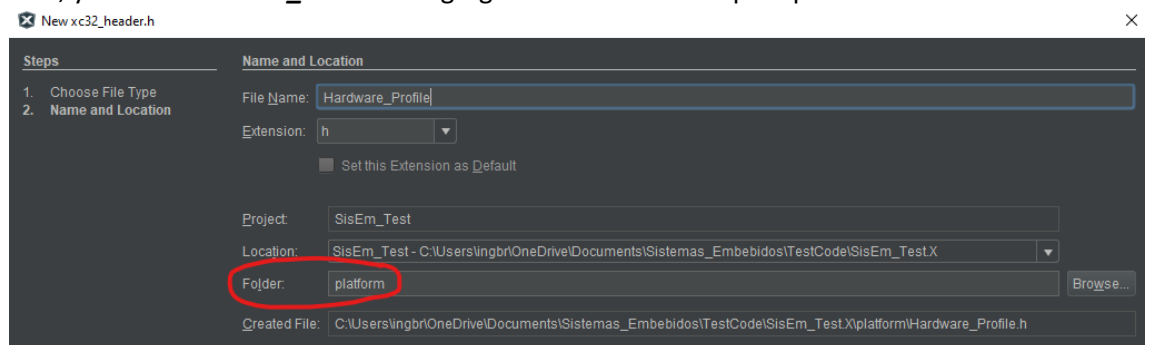 New xc32_header.h
Steps
1. Choose File Type
2. Name and Location
Name and Location
File Name: Hardware_Profile
Extension: h
Set this Extension as Default
Project: SisEm_Test
Location: SisEm_Test - C:\Users\ingbr\OneDrive\Documents\Sistemas_Embebidos\TestCode\SisEm_Test.X
Folder: platform
Browse...
Created File: C:\Users\ingbr\OneDrive\Documents\Sistemas_Embebidos\TestCode\SisEm_Test.X\platform\Hardware_Profile.h